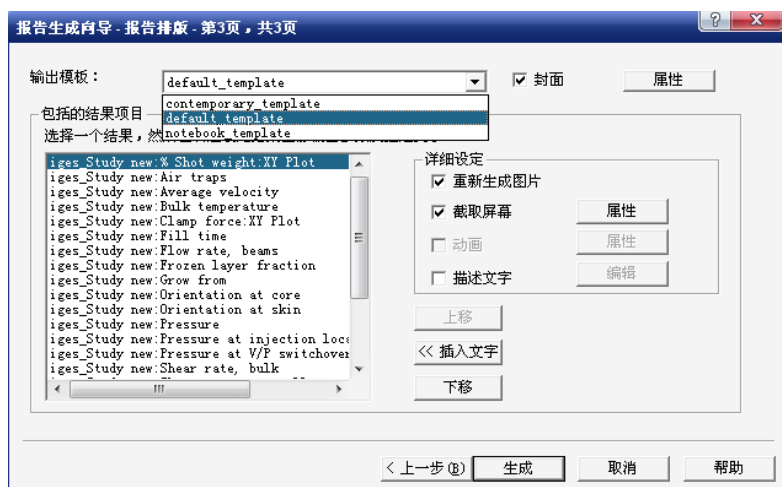 报告生成向导 - 报告排版 - 第3页，共3页
输出模板：
default_template
封面
属性
contemporary_template
default_template
notebook_template
包括的结果项目
选择一个结果，然
iges_Study new:% Shot weight:XY Plot
iges_Study new:Air traps
iges_Study new:Average velocity
iges_Study new:Bulk temperature
iges_Study new:Clamp force:XY Plot
iges_Study new:Fill time
iges_Study new:Flow rate, beams
iges_Study new:Frozen layer fraction
iges_Study new:Grow from
iges_Study new:Orientation at core
iges_Study new:Orientation at skin
iges_Study new:Pressure
iges_Study new:Pressure at injection loca
iges_Study new:Pressure at V/P switchover
iges_Study new:Shear rate, bulk
详细设定
重新生成图片
截取屏幕
属性
动画
属性
描述文字
编辑
上移
<< 插入文字
下移
< 上一步(B)
生成
取消
帮助